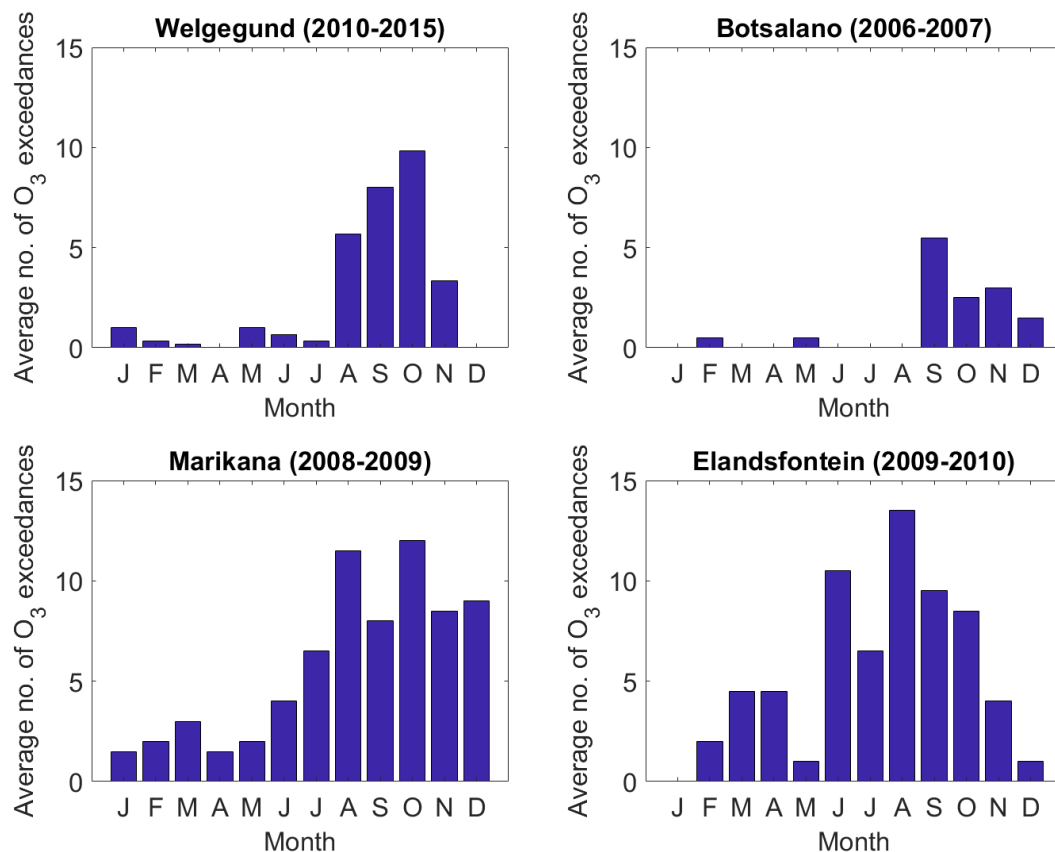 Welgegund (2010-2015)
Average no. of O₃ exceedances
15
10
5
0
J F M A M J J A S O N D
Month
Botsalano (2006-2007)
Average no. of O₃ exceedances
15
10
5
0
J F M A M J J A S O N D
Month
Marikana (2008-2009)
Average no. of O₃ exceedances
15
10
5
0
J F M A M J J A S O N D
Month
Elandsfontein (2009-2010)
Average no. of O₃ exceedances
15
10
5
0
J F M A M J J A S O N D
Month